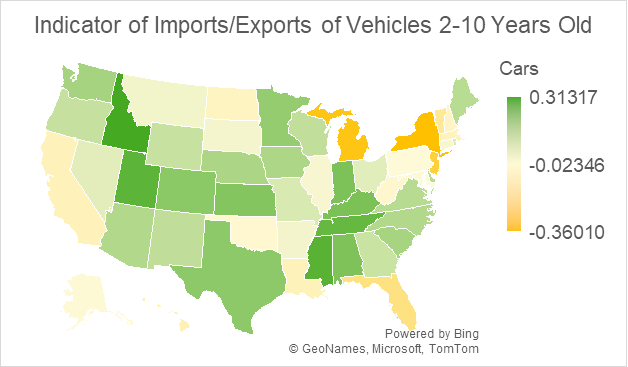 Indicator of Imports/Exports of Vehicles 2-10 Years Old
Cars
0.31317
-0.02346
-0.36010
Powered by Bing
© GeoNames, Microsoft, TomTom